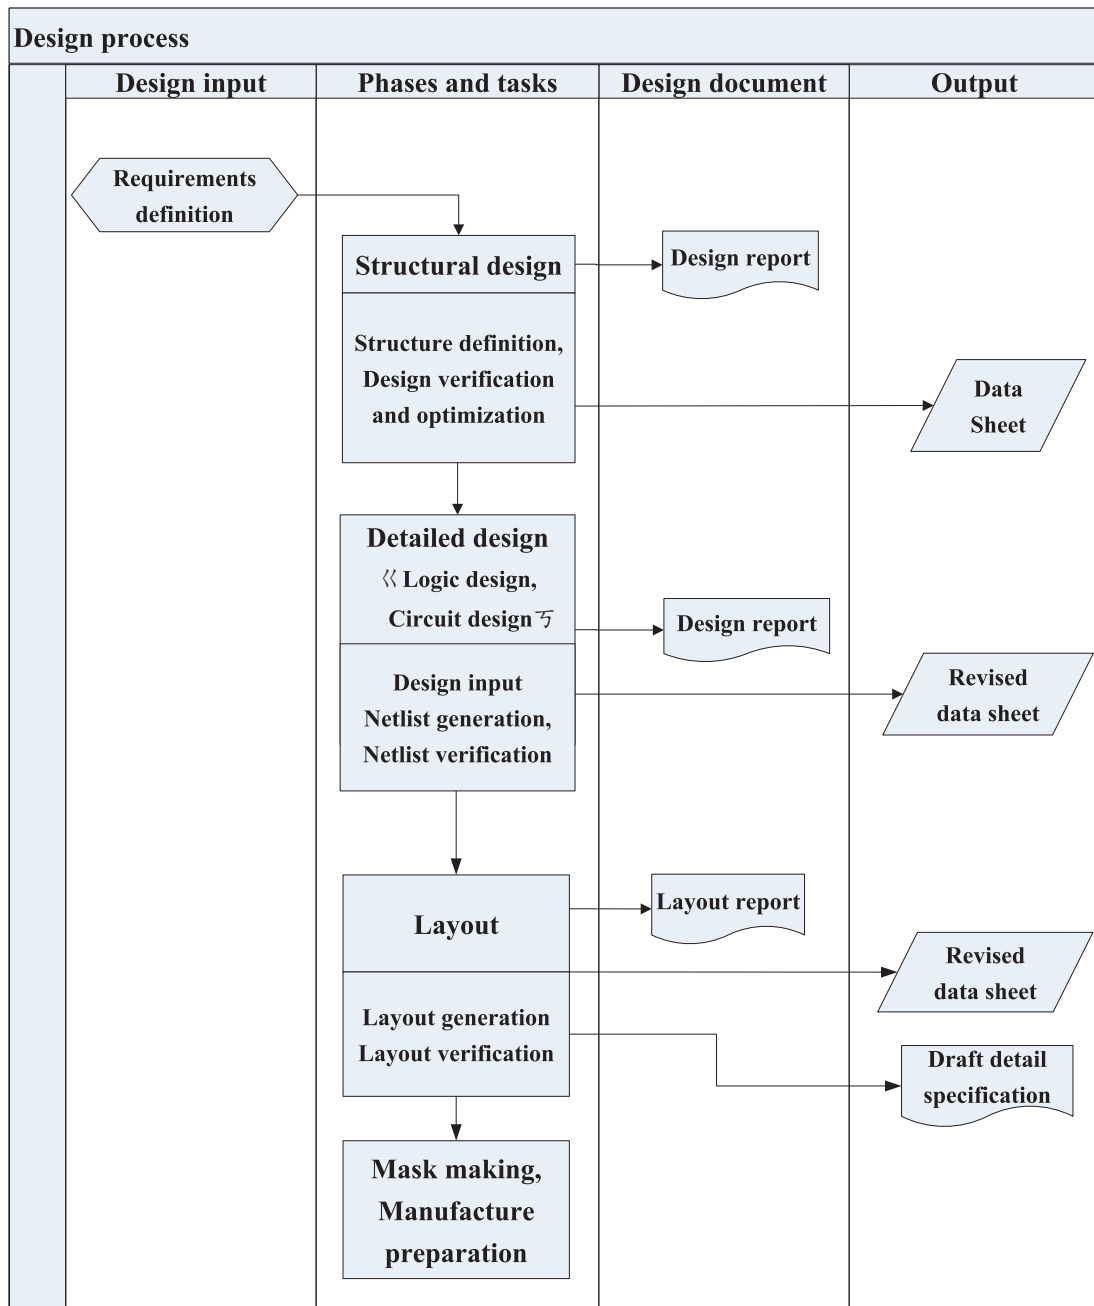 Design process
Design input
Phases and tasks
Design document
Output
Requirements
definition
Structural design
Design report
Structure definition,
Design verification
and optimization
Data
Sheet
Detailed design
ㄍLogic design,
Circuit designㄎ
Design report
Design input
Netlist generation,
Netlist verification
Revised
data sheet
Layout
Layout report
Revised
data sheet
Layout generation
Layout verification
Draft detail
specification
Mask making,
Manufacture
preparation